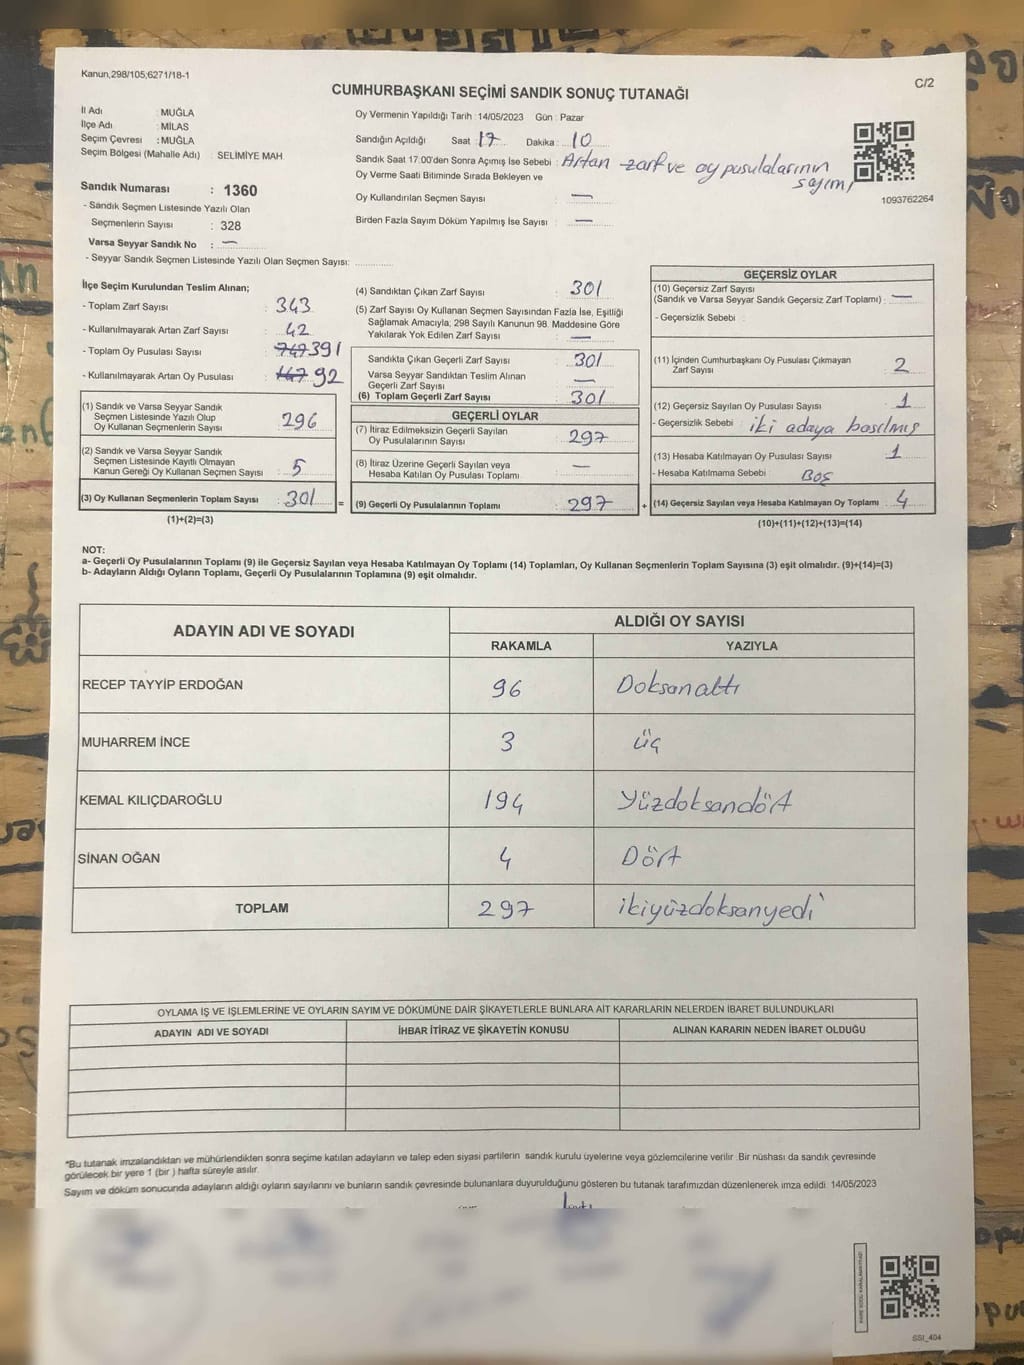 Kanun,298/105;6271/18-1
C/2
CUMHURBAŞKANI SEÇİMİ SANDIK SONUÇ TUTANAĞI
İl Adı : MUĞLA
İlçe Adı : MİLAS
Seçim Çevresi : MUĞLA
Seçim Bölgesi (Mahalle Adı) : SELİMİYE MAH
Sandık Numarası : 1360
- Sandık Seçmen Listesinde Yazılı Olan
Seçmenlerin Sayısı : 328
Varsa Seyyar Sandık No : —
- Seyyar Sandık Seçmen Listesinde Yazılı Olan Seçmen Sayısı:
Oy Vermenin Yapıldığı Tarih : 14/05/2023 Gün : Pazar
Sandığın Açıldığı Saat : 17 Dakika : 10
Sandık Saat 17:00'den Sonra Açımış İse Sebebi : Artan zarf ve oy pusulalarının
sayımı
Oy Verme Saati Bitiminde Sırada Bekleyen ve
Oy Kullandırılan Seçmen Sayısı : —
Birden Fazla Sayım Döküm Yapılmış İse Sayısı : —
1093762264
İlçe Seçim Kurulundan Teslim Alınan;
- Toplam Zarf Sayısı : 343
- Kullanılmayarak Artan Zarf Sayısı : 42
- Toplam Oy Pusulası Sayısı : 747 391
- Kullanılmayarak Artan Oy Pusulası : 147 92
(1) Sandık ve Varsa Seyyar Sandık
Seçmen Listesinde Yazılı Olup
Oy Kullanan Seçmenlerin Sayısı : 296
(2) Sandık ve Varsa Seyyar Sandık
Seçmen Listesinde Kayıtlı Olmayan
Kanun Gereği Oy Kullanan Seçmen Sayısı : 5
(3) Oy Kullanan Seçmenlerin Toplam Sayısı : 301 =
(1)+(2)=(3)
(4) Sandıktan Çıkan Zarf Sayısı : 301
(5) Zarf Sayısı Oy Kullanan Seçmen Sayısından Fazla İse, Eşitliği
Sağlamak Amacıyla, 298 Sayılı Kanunun 98. Maddesine Göre
Yakılarak Yok Edilen Zarf Sayısı : —
Sandıkta Çıkan Geçerli Zarf Sayısı : 301
Varsa Seyyar Sandıktan Teslim Alınan
Geçerli Zarf Sayısı : —
(6) Toplam Geçerli Zarf Sayısı : 301
GEÇERLİ OYLAR
(7) İtiraz Edilmeksizin Geçerli Sayılan
Oy Pusulalarının Sayısı : 297
(8) İtiraz Üzerine Geçerli Sayılan veya
Hesaba Katılan Oy Pusulası Toplamı : —
(9) Geçerli Oy Pusulalarının Toplamı : 297 +
GEÇERSİZ OYLAR
(10) Geçersiz Zarf Sayısı
(Sandık ve Varsa Seyyar Sandık Geçersiz Zarf Toplamı) : —
- Geçersizlik Sebebi :
(11) İçinden Cumhurbaşkanı Oy Pusulası Çıkmayan
Zarf Sayısı : 2
(12) Geçersiz Sayılan Oy Pusulası Sayısı : 1
- Geçersizlik Sebebi : iki adaya basılmış
(13) Hesaba Katılmayan Oy Pusulası Sayısı : 1
- Hesaba Katılmama Sebebi : Boş
(14) Geçersiz Sayılan veya Hesaba Katılmayan Oy Toplamı : 4
(10)+(11)+(12)+(13)=(14)
NOT:
a- Geçerli Oy Pusulalarının Toplamı (9) ile Geçersiz Sayılan veya Hesaba Katılmayan Oy Toplamı (14) Toplamları, Oy Kullanan Seçmenlerin Toplam Sayısına (3) eşit olmalıdır. (9)+(14)=(3)
b- Adayların Aldığı Oyların Toplamı, Geçerli Oy Pusulalarının Toplamına (9) eşit olmalıdır.
ADAYIN ADI VE SOYADI
ALDIĞI OY SAYISI
RAKAMLA YAZIYLA
RECEP TAYYİP ERDOĞAN 96 Doksanaltı
MUHARREM İNCE 3 üç
KEMAL KILIÇDAROĞLU 194 Yüzdoksandört
SİNAN OĞAN 4 Dört
TOPLAM 297 ikiyüzdoksanyedi
OYLAMA İŞ VE İŞLEMLERİNE VE OYLARIN SAYIM VE DÖKÜMÜNE DAİR ŞİKAYETLERLE BUNLARA AİT KARARLARIN NELERDEN İBARET BULUNDUKLARI
ADAYIN ADI VE SOYADI İHBAR İTİRAZ VE ŞİKAYETİN KONUSU ALINAN KARARIN NEDEN İBARET OLDUĞU
*Bu tutanak imzalandıktan ve mühürlendikten sonra seçime katılan adayların ve talep eden siyasi partilerin sandık kurulu üyelerine veya gözlemcilerine verilir .Bir nüshası da sandık çevresinde
görülecek bir yere 1 (bir ) hafta süreyle asılır.
Sayım ve döküm sonucunda adayların aldığı oyların sayılarını ve bunların sandık çevresinde bulunanlara duyurulduğunu gösteren bu tutanak tarafımızdan düzenlenerek imza edildi. 14/05/2023
SSI_404